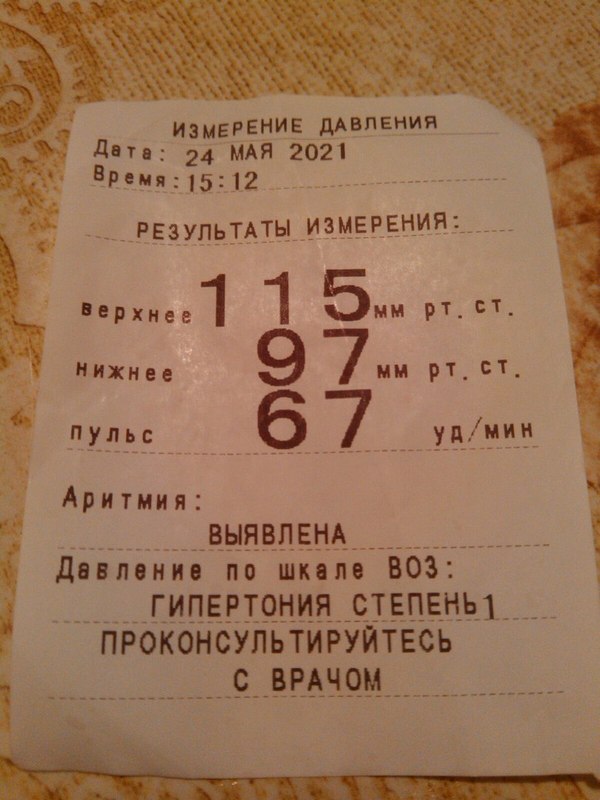 ИЗМЕРЕНИЕ ДАВЛЕНИЯ
Дата: 24 МАЯ 2021
Время:15:12
РЕЗУЛЬТАТЫ ИЗМЕРЕНИЯ:
верхнее 115 мм рт.ст.
нижнее 97 мм рт.ст.
пульс 67 уд/мин
Аритмия:
ВЫЯВЛЕНА
Давление по шкале ВОЗ:
ГИПЕРТОНИЯ СТЕПЕНЬ1
ПРОКОНСУЛЬТИРУЙТЕСЬ
С ВРАЧОМ